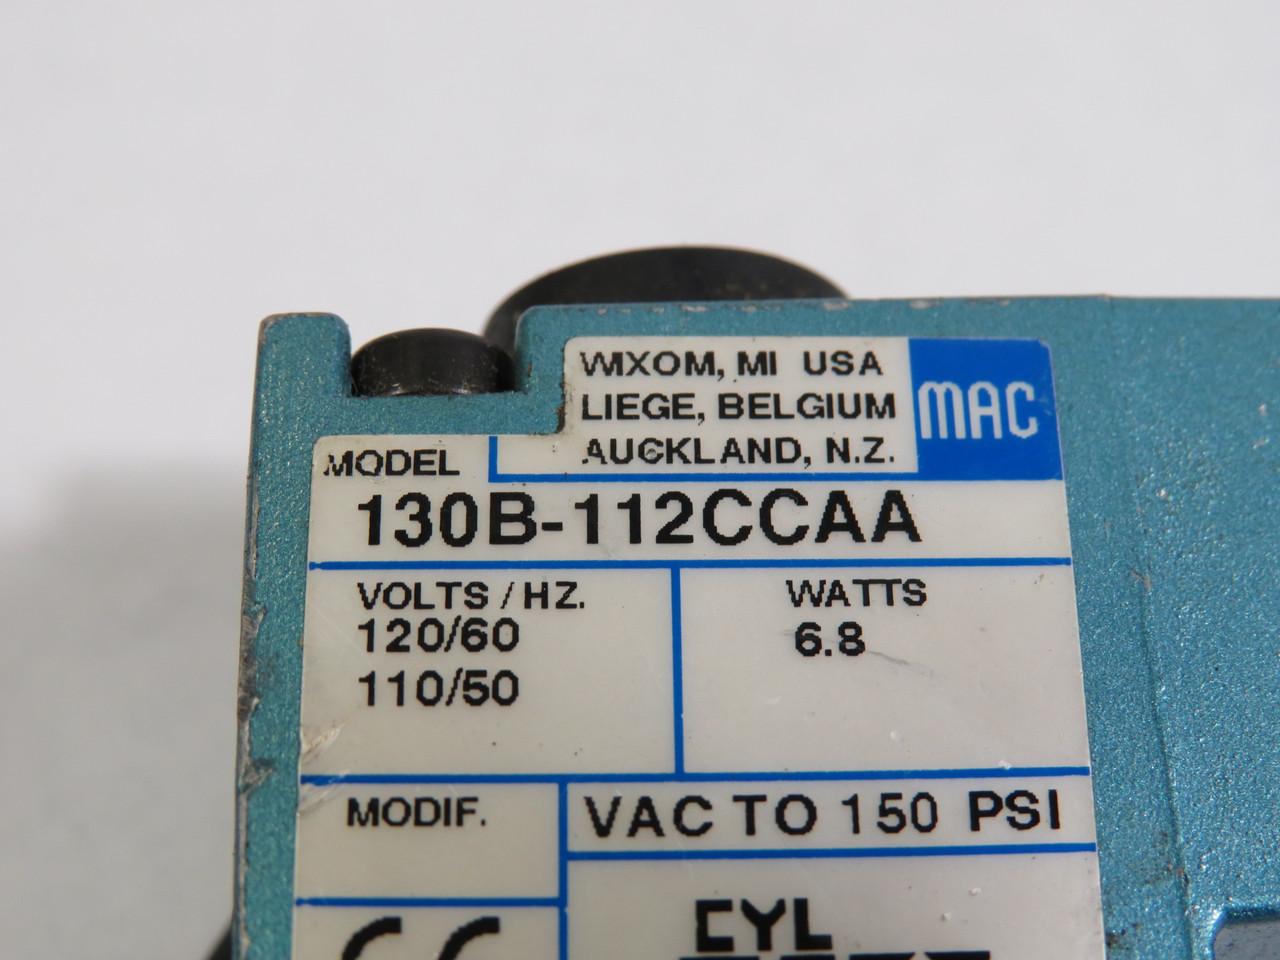 WIXOM, MI USA
LIEGE, BELGIUM
AUCKLAND, N.Z.
MAC
MODEL
130B-112CCAA
VOLTS/HZ.
120/60
110/50
WATTS
6.8
MODIF.
VAC TO 150 PSI
CYL